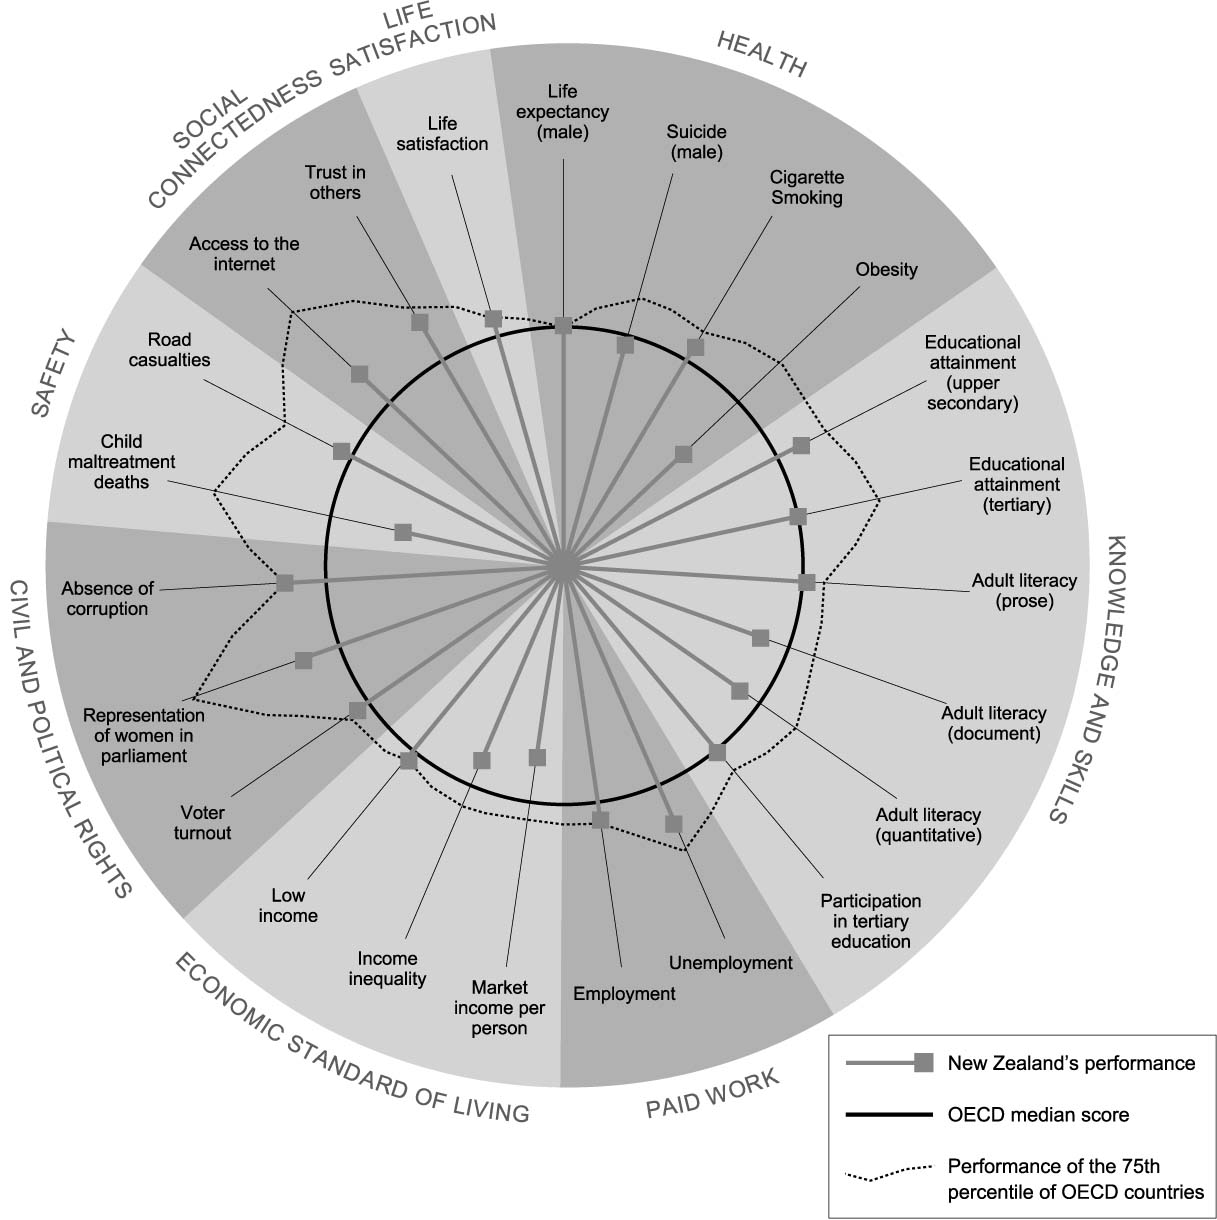 LIFE
SATISFACTION
HEALTH
SOCIAL
CONNECTEDNESS
SAFETY
CIVIL AND POLITICAL RIGHTS
ECONOMIC STANDARD OF LIVING
PAID WORK
KNOWLEDGE AND SKILLS
Life
expectancy
(male)
Suicide
(male)
Cigarette
Smoking
Obesity
Educational
attainment
(upper
secondary)
Educational
attainment
(tertiary)
Adult literacy
(prose)
Adult literacy
(document)
Adult literacy
(quantitative)
Participation
in tertiary
education
Unemployment
Employment
Market
income per
person
Income
inequality
Low
income
Voter
turnout
Representation
of women in
parliament
Absence of
corruption
Child
maltreatment
deaths
Road
casualties
Access to the
internet
Trust in
others
Life
satisfaction
New Zealand's performance
OECD median score
Performance of the 75th
percentile of OECD countries